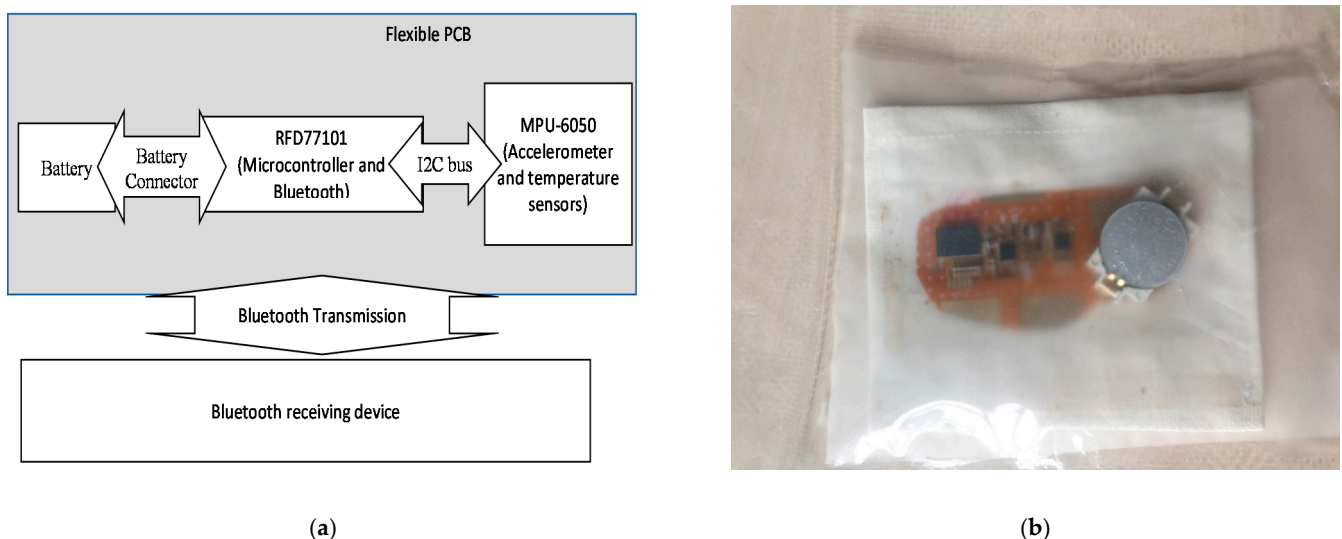 Flexible PCB
Battery
Battery
Connector
RFD77101
(Microcontroller and
Bluetooth)
I2C bus
MPU-6050
(Accelerometer
and temperature
sensors)
Bluetooth Transmission
Bluetooth receiving device
(a)
(b)